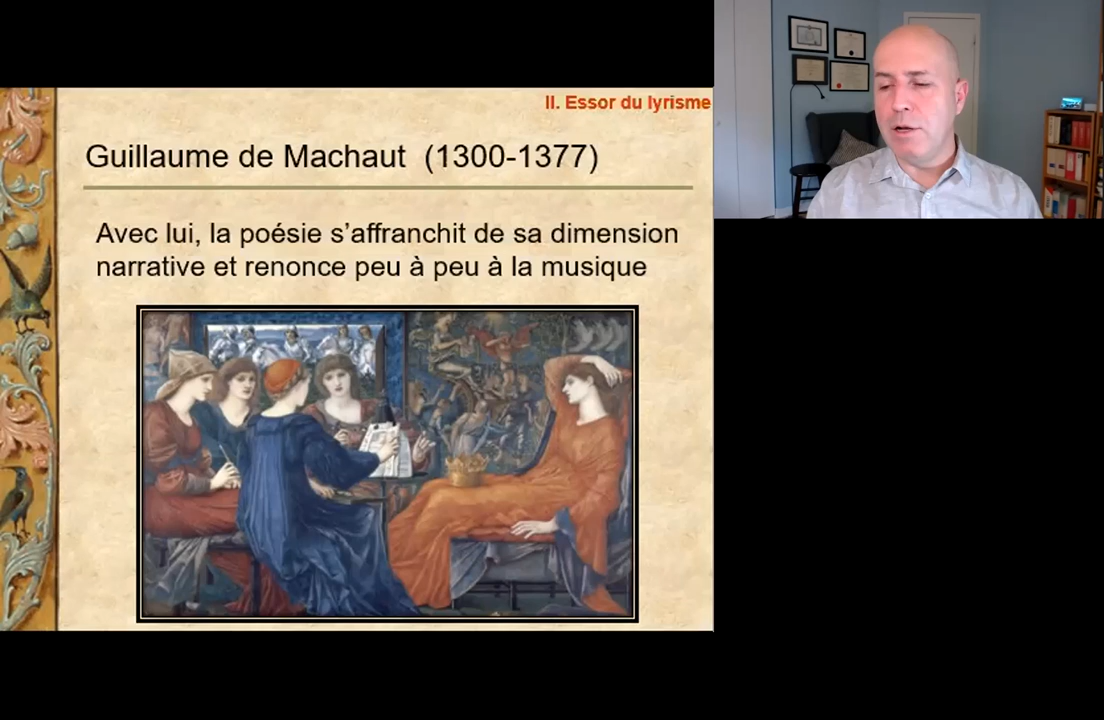 II. Essor du lyrisme
Guillaume de Machaut (1300-1377)
Avec lui, la poésie s’affranchit de sa dimension
narrative et renonce peu à peu à la musique